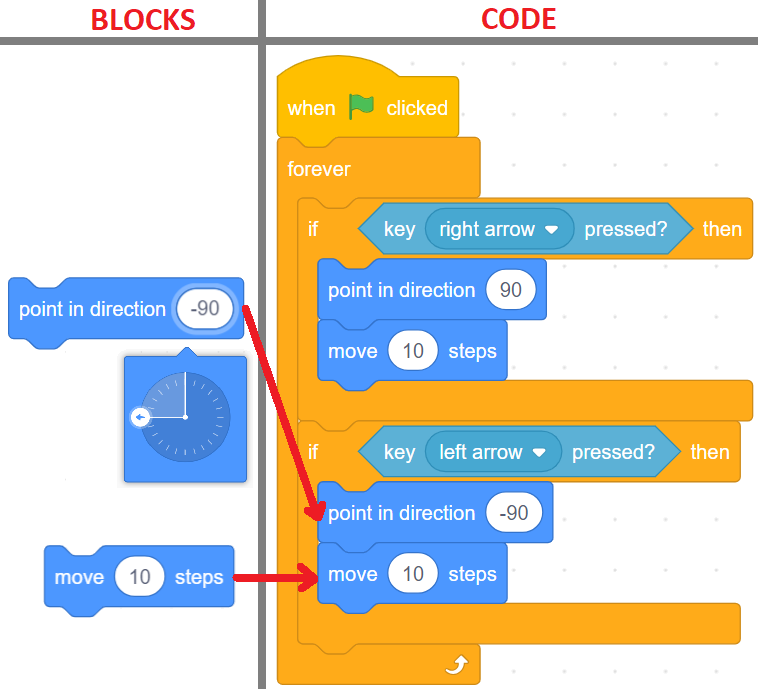 BLOCKS
CODE
when clicked
forever
if key right arrow pressed? then
point in direction 90
move 10 steps
point in direction -90
if key left arrow pressed? then
point in direction -90
move 10 steps
move 10 steps